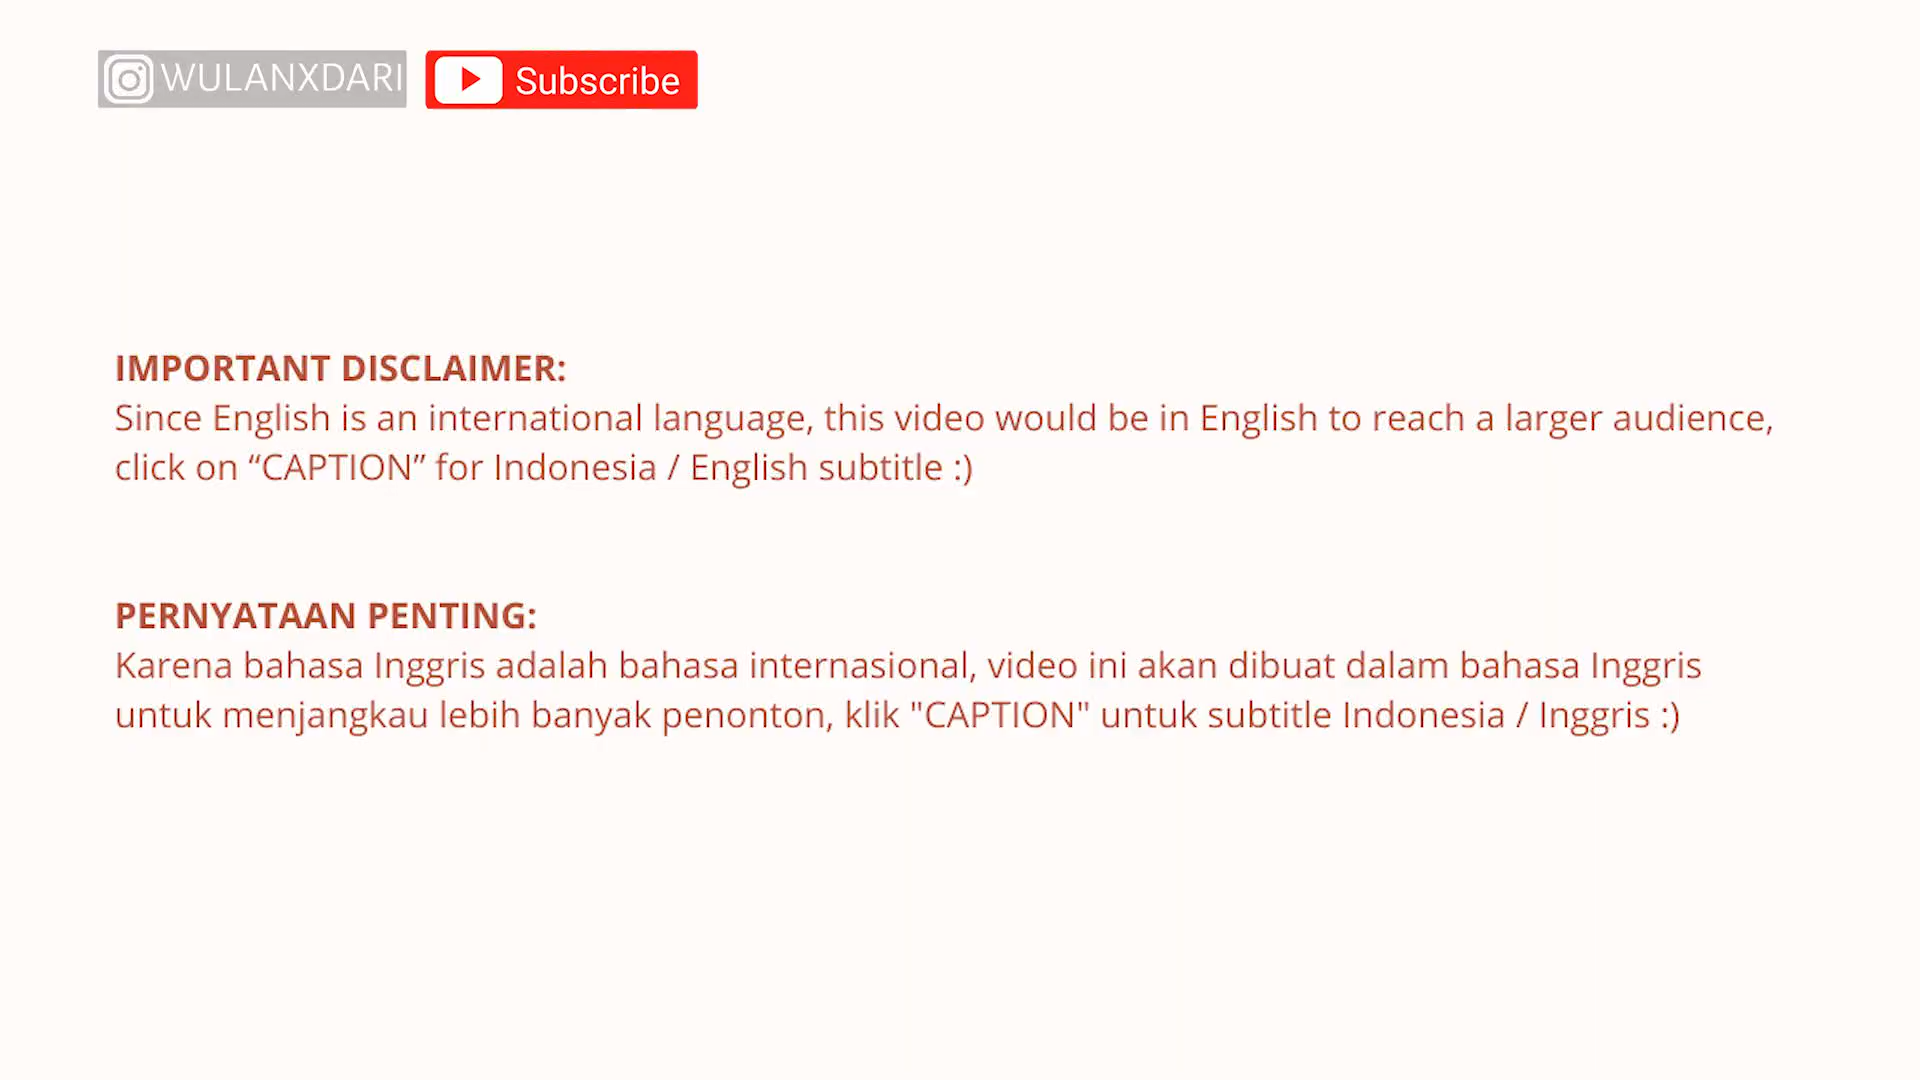 WULANXDARI Subscribe
IMPORTANT DISCLAIMER:
Since English is an international language, this video would be in English to reach a larger audience,
click on “CAPTION” for Indonesia / English subtitle :)
PERNYATAAN PENTING:
Karena bahasa Inggris adalah bahasa internasional, video ini akan dibuat dalam bahasa Inggris
untuk menjangkau lebih banyak penonton, klik "CAPTION" untuk subtitle Indonesia / Inggris :)